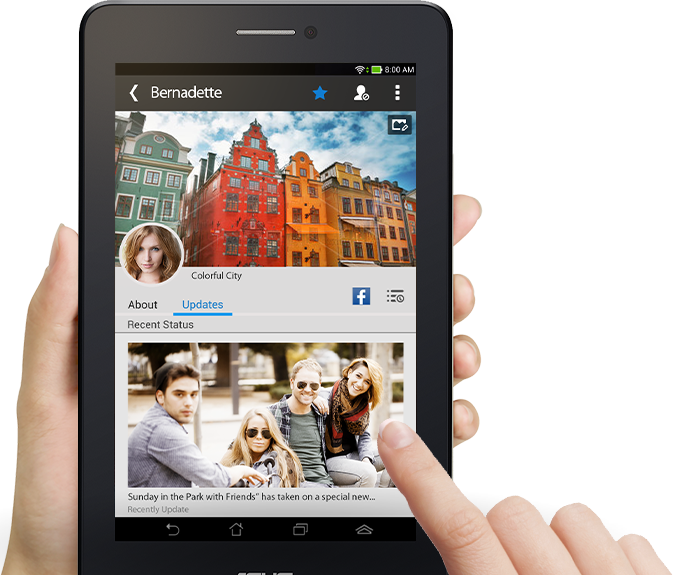 8:00 AM
Bernadette
Colorful City
About Updates
Recent Status
Sunday in the Park with Friends” has taken on a special new...
Recently Update